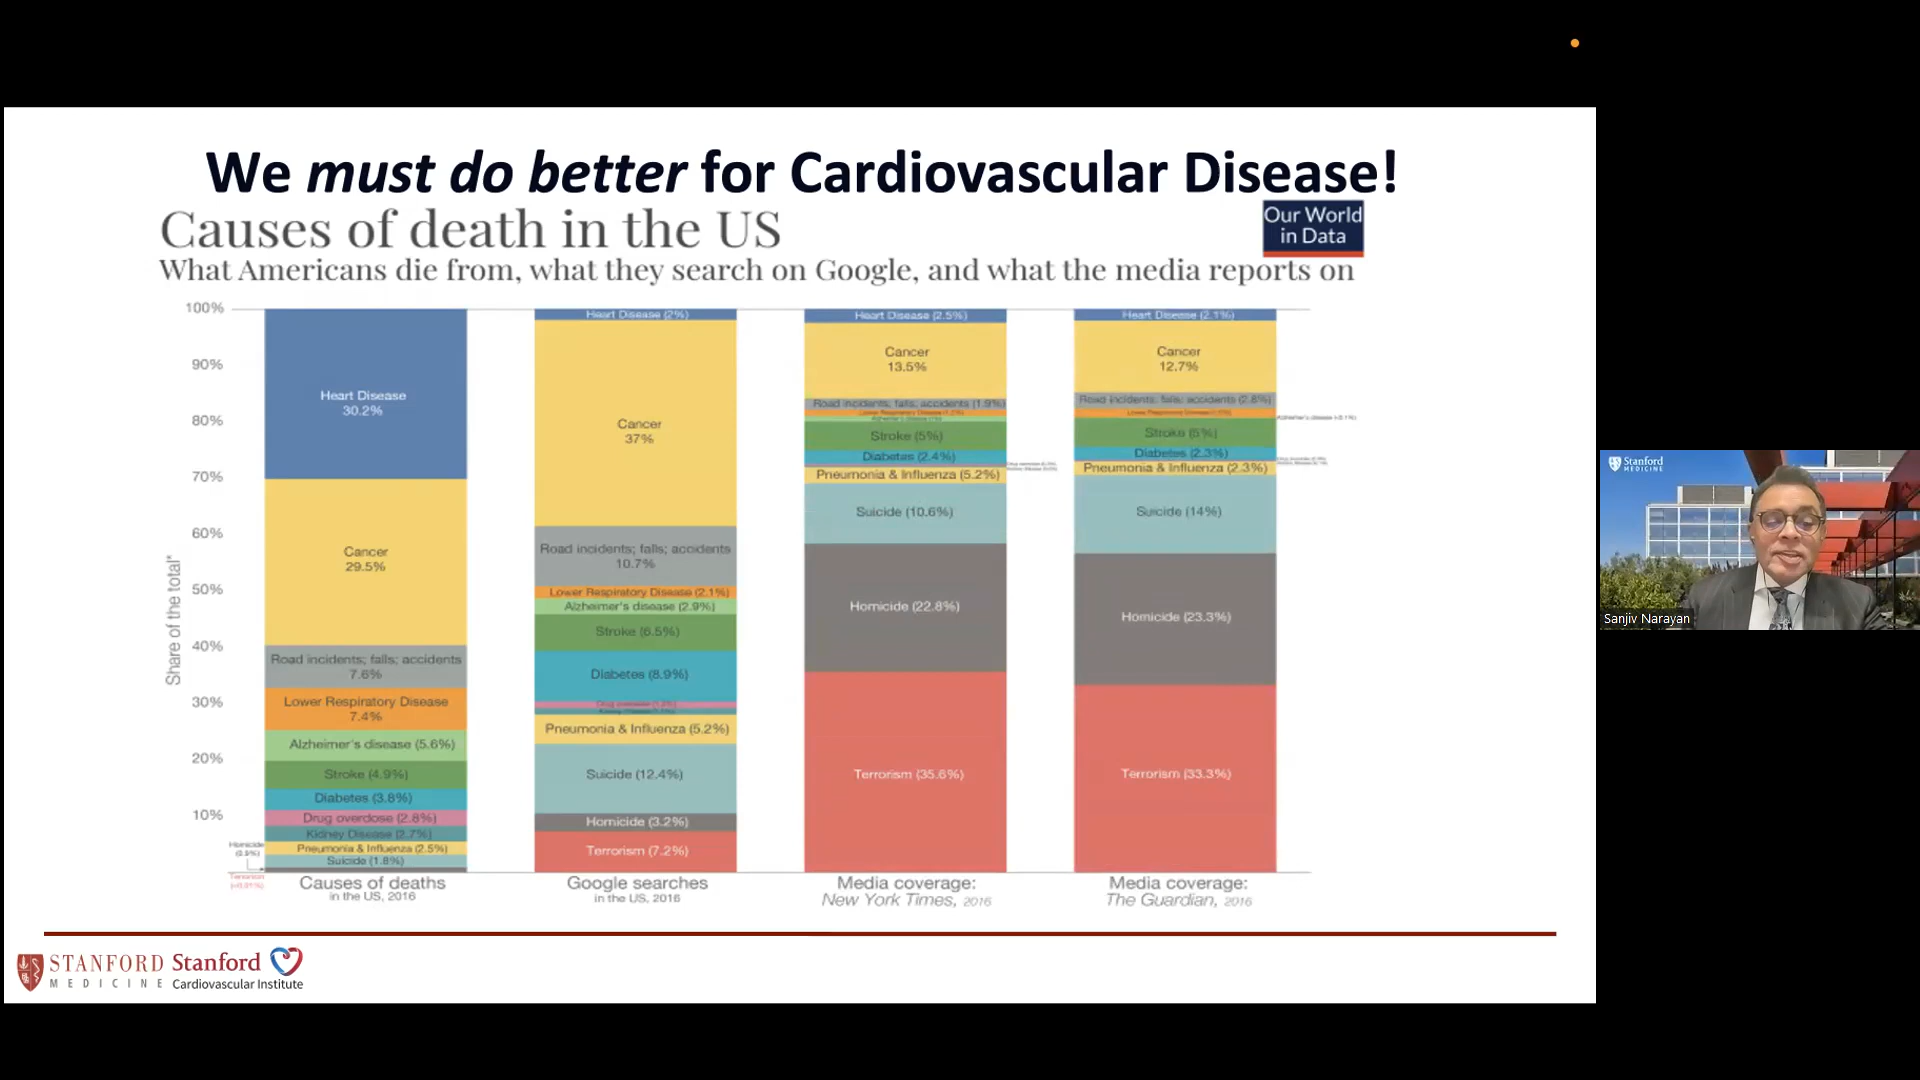 We must do better for Cardiovascular Disease!
Causes of death in the US
Our World
in Data
What Americans die from, what they search on Google, and what the media reports on
Share of the total*
100%
90%
80%
70%
60%
50%
40%
30%
20%
10%
Heart Disease
30.2%
Cancer
29.5%
Road incidents; falls; accidents
7.6%
Lower Respiratory Disease
7.4%
Alzheimer's disease (5.6%)
Stroke (4.9%)
Diabetes (3.8%)
Drug overdose (2.8%)
Kidney Disease (2.7%)
Pneumonia & Influenza (2.5%)
Suicide (1.8%)
Homicide
(0.9%)
Terrorism
(<0.01%)
Causes of deaths
in the US, 2016
Heart Disease (2%)
Cancer
37%
Road incidents; falls; accidents
10.7%
Lower Respiratory Disease (2.1%)
Alzheimer's disease (2.9%)
Stroke (6.5%)
Diabetes (8.9%)
Pneumonia & Influenza (5.2%)
Suicide (12.4%)
Homicide (3.2%)
Terrorism (7.2%)
Google searches
in the US, 2016
Heart Disease (2.5%)
Cancer
13.5%
Road incidents; falls; accidents (1.9%)
Stroke (5%)
Diabetes (2.4%)
Pneumonia & Influenza (5.2%)
Suicide (10.6%)
Homicide (22.8%)
Terrorism (35.6%)
Media coverage:
New York Times, 2016
Heart Disease (2.1%)
Cancer
12.7%
Road incidents; falls; accidents (2.8%)
Stroke (5%)
Diabetes (2.3%)
Pneumonia & Influenza (2.3%)
Suicide (14%)
Homicide (23.3%)
Terrorism (33.3%)
Media coverage:
The Guardian, 2016
STANFORD
MEDICINE
Stanford
Cardiovascular Institute
Stanford
MEDICINE
Sanjiv Narayan